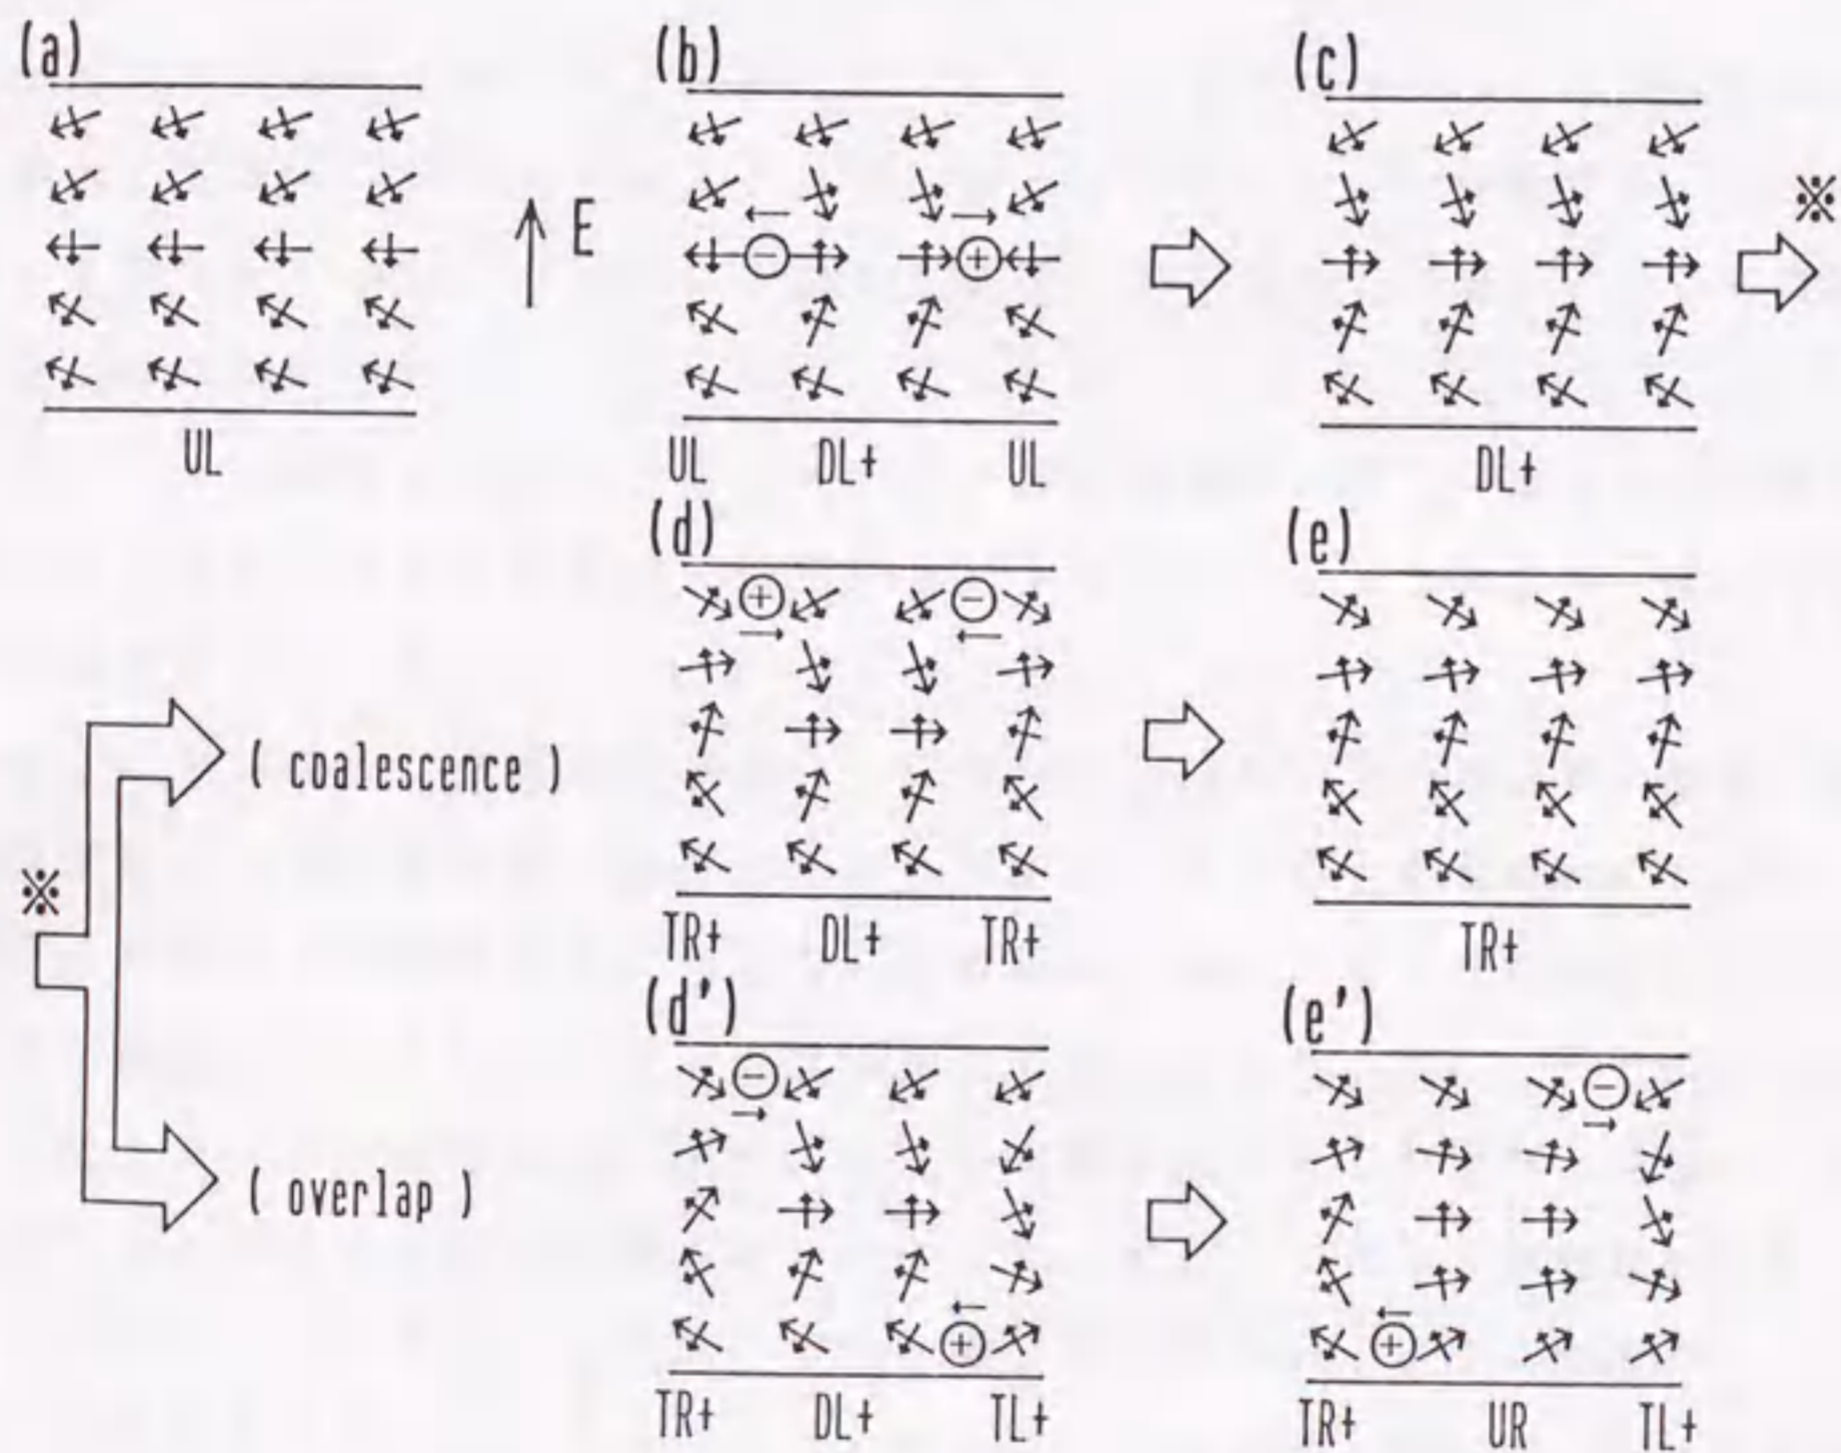 (a)
(b)
(c)
E
※
UL
UL DL+ UL
DL+
(d)
(e)
( coalescence )
※
TR+ DL+ TR+
TR+
(d')
(e')
( overlap )
TR+ DL+ TL+
TR+ UR TL+